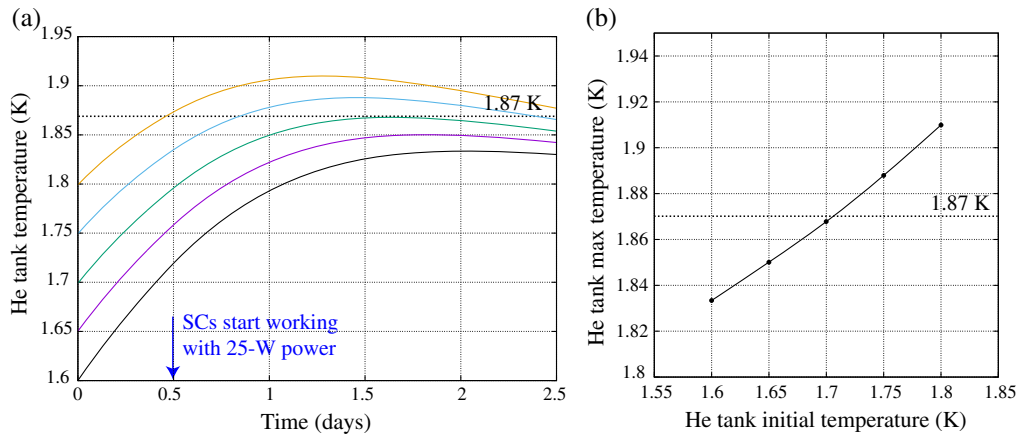 (a)
He tank temperature (K)
1.95
1.9
1.85
1.8
1.75
1.7
1.65
1.6
1.87 K
SCs start working
with 25-W power
0 0.5 1 1.5 2 2.5
Time (days)
(b)
He tank max temperature (K)
1.94
1.92
1.9
1.88
1.86
1.84
1.82
1.8
1.87 K
1.55 1.6 1.65 1.7 1.75 1.8 1.85
He tank initial temperature (K)